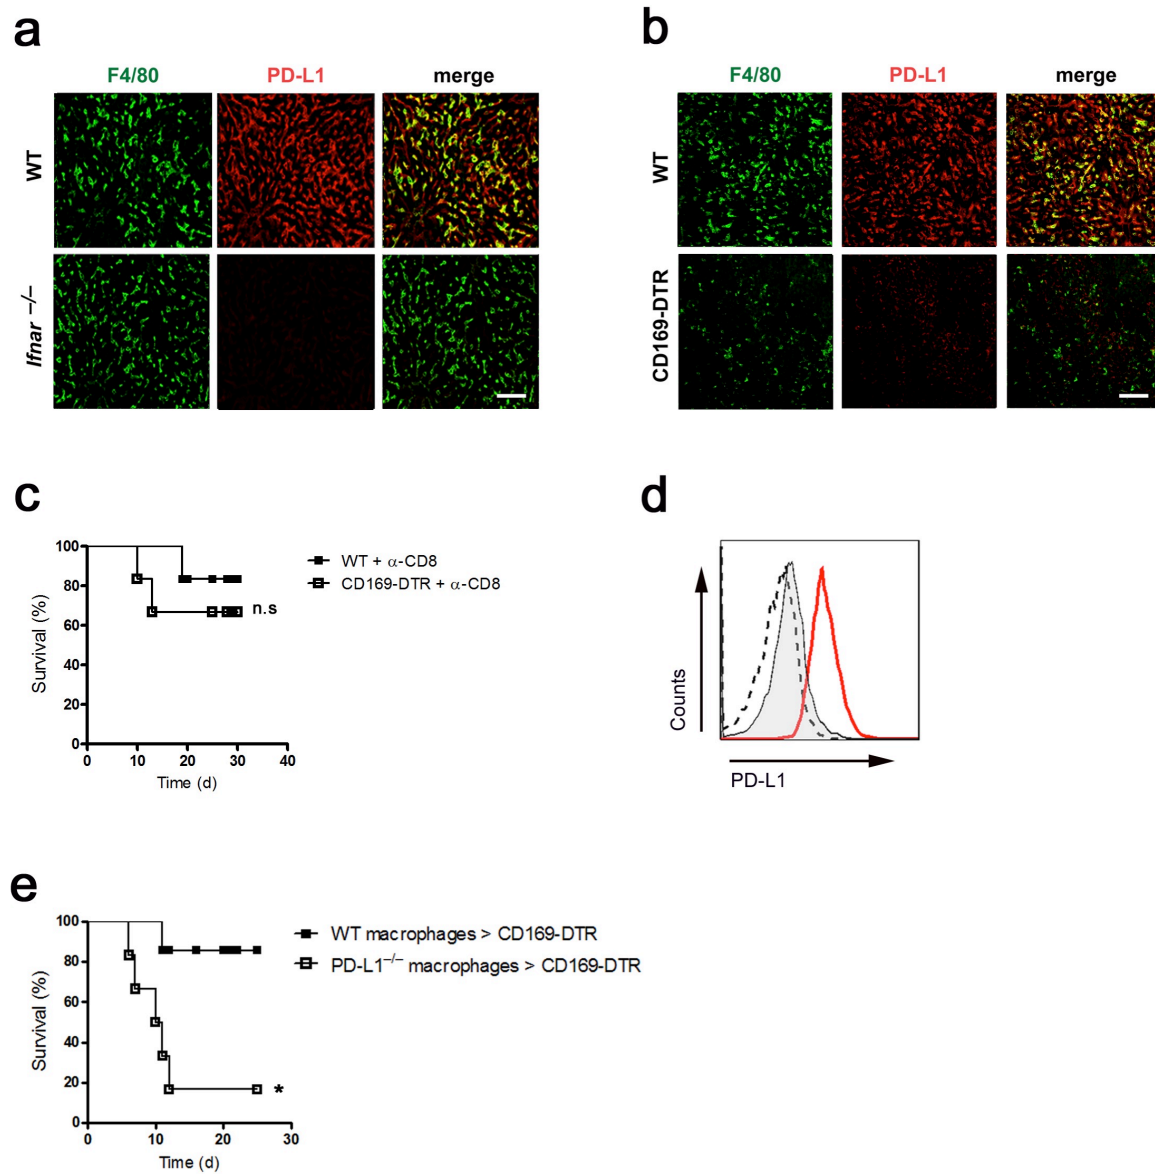 a
F4/80 PD-L1 merge
WT
Ifnar –/–
b
F4/80 PD-L1 merge
WT
CD169-DTR
c
100
80
60
40
20
0
0 10 20 30 40
Survival (%)
Time (d)
WT + α-CD8
CD169-DTR + α-CD8
n.s
d
Counts
PD-L1
e
100
80
60
40
20
0
0 10 20 30
Survival (%)
Time (d)
WT macrophages > CD169-DTR
PD-L1–/– macrophages > CD169-DTR
*